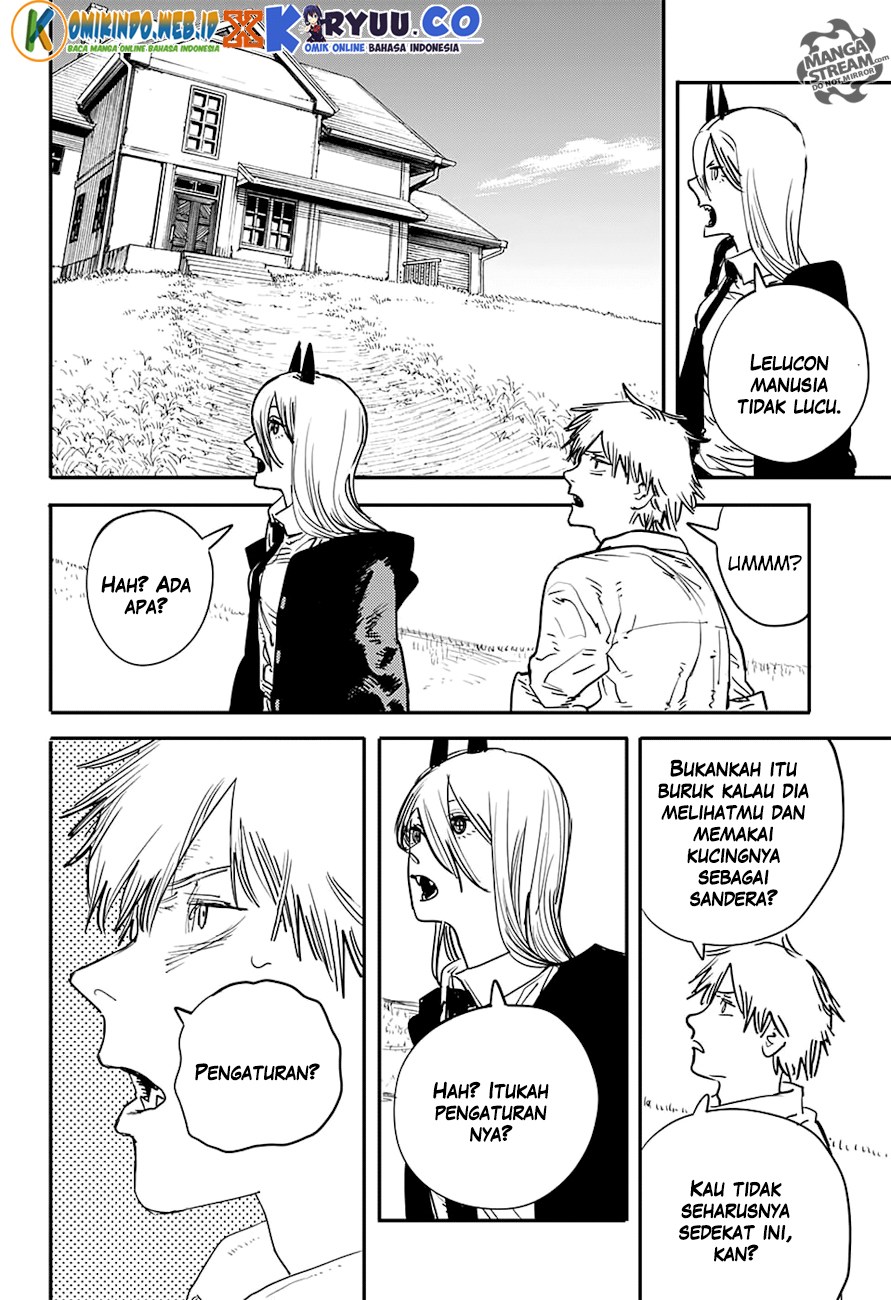 KOMIKINDO.WEB.ID
BACA MANGA ONLINE BAHASA INDONESIA
KIRYUU.CO
KOMIK ONLINE BAHASA INDONESIA
MANGA
STREAM.COM
DO NOT MIRROR
LELUCON
MANUSIA
TIDAK LUCU.
UMMM?
HAH? ADA
APA?
BUKANKAH ITU
BURUK KALAU DIA
MELIHATMU DAN
MEMAKAI
KUCINGNYA
SEBAGAI
SANDERA?
KAU TIDAK
SEHARUSNYA
SEDEKAT INI,
KAN?
HAH? ITUKAH
PENGATURAN
NYA?
PENGATURAN?